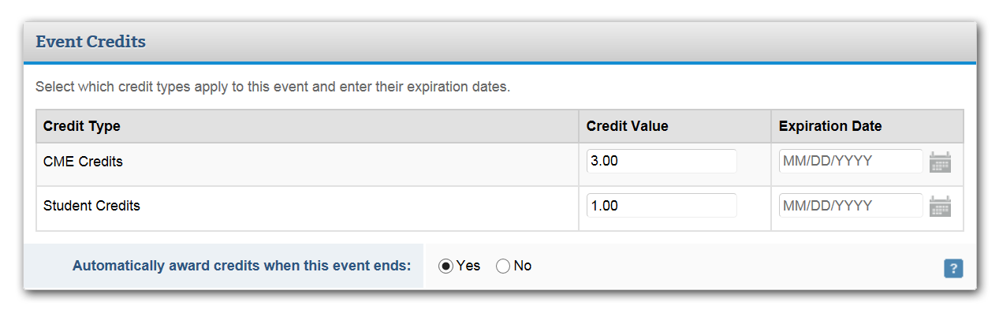 Event Credits
Select which credit types apply to this event and enter their expiration dates.
Credit Type Credit Value Expiration Date
CME Credits 3.00 MM/DD/YYYY
Student Credits 1.00 MM/DD/YYYY
Automatically award credits when this event ends: Yes No ?